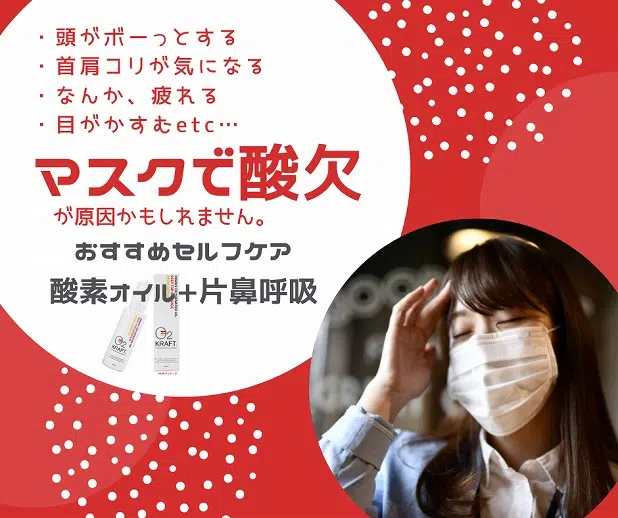 ・頭がボーっとする
・首肩コリが気になる
・なんか、疲れる
・目がかすむetc…
マスクで酸欠
が原因かもしれません。
おすすめセルフケア
酸素オイル+片鼻呼吸
O2
KRAFT
O2
KRAFT